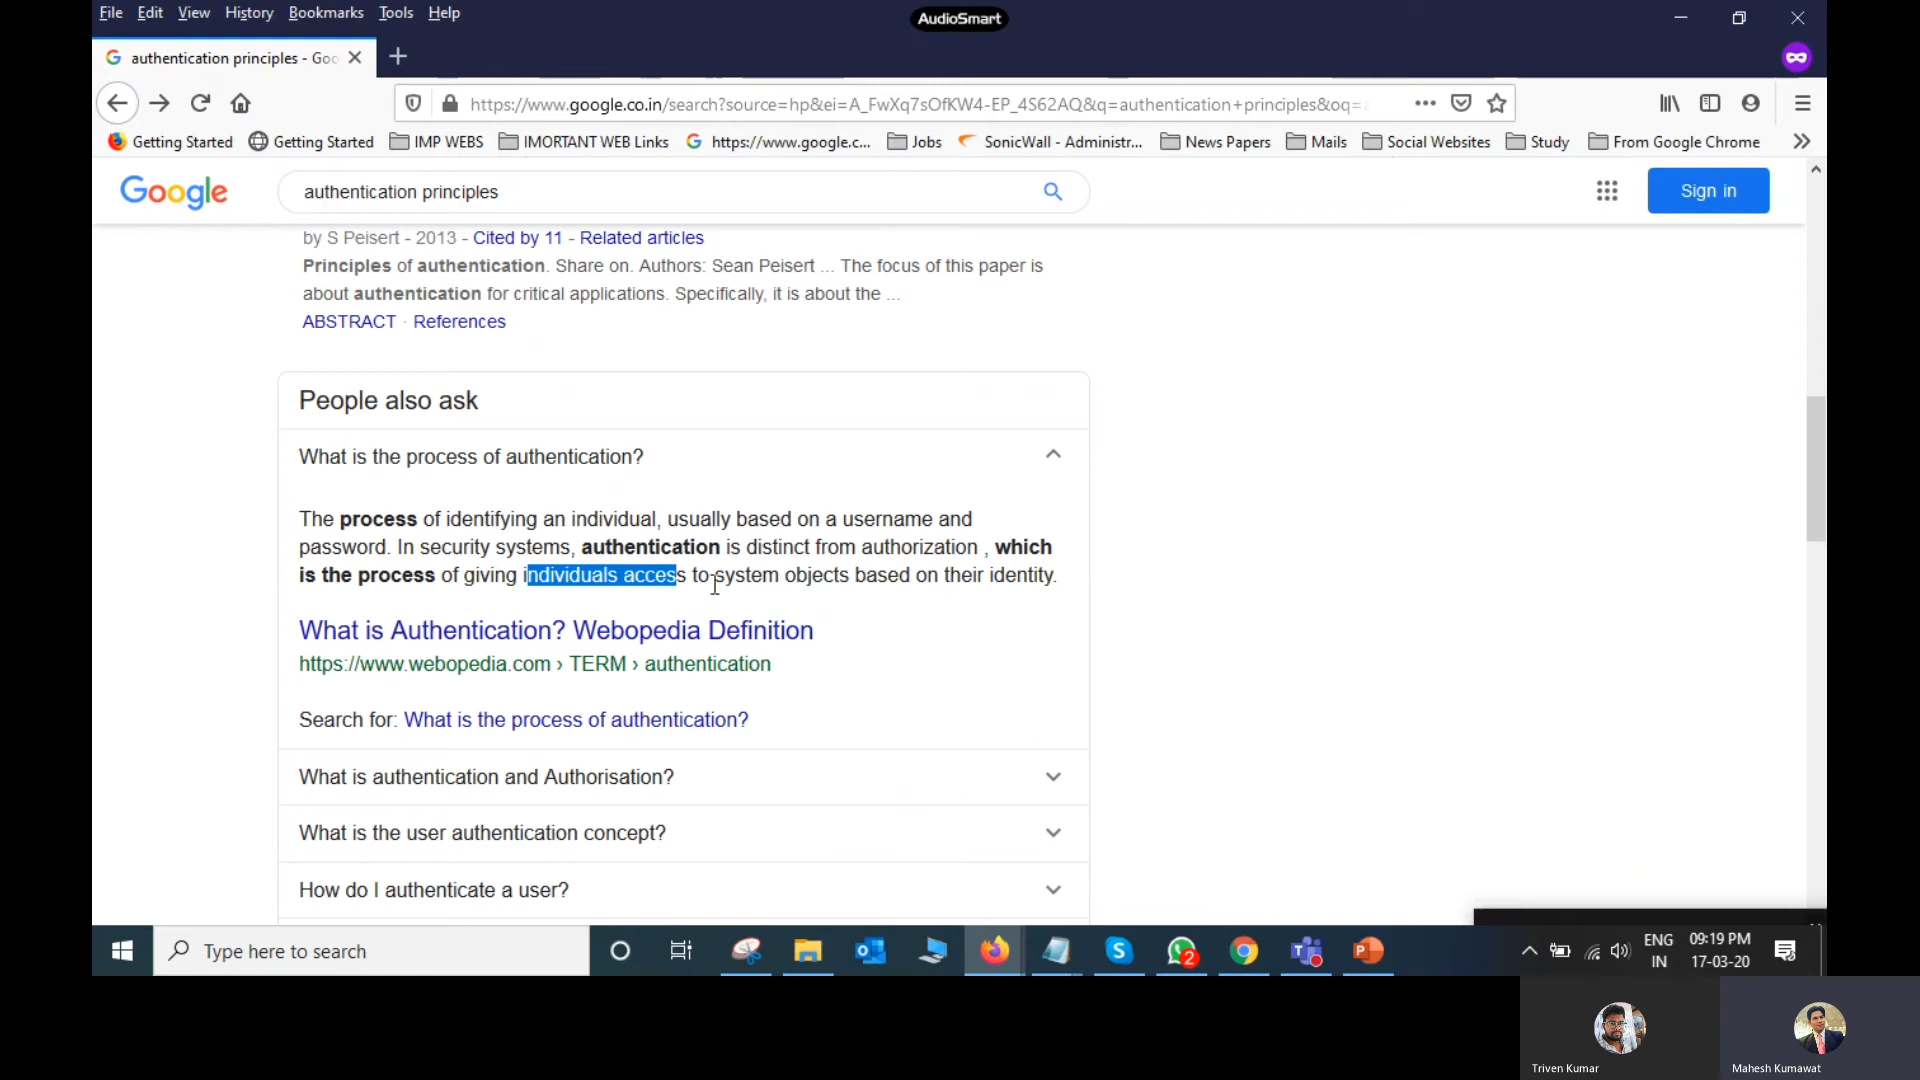 File Edit View History Bookmarks Tools Help
AudioSmart
authentication principles - Goo
https://www.google.co.in/search?source=hp&ei=A_FwXq7sOfKW4-EP_4S62AQ&q=authentication+principles&oq=
Getting Started Getting Started IMP WEBS IMORTANT WEB Links https://www.google.c... Jobs SonicWall - Administr... News Papers Mails Social Websites Study From Google Chrome
Google authentication principles Sign in
by S Peisert - 2013 - Cited by 11 - Related articles
Principles of authentication. Share on. Authors: Sean Peisert ... The focus of this paper is
about authentication for critical applications. Specifically, it is about the ...
ABSTRACT · References
People also ask
What is the process of authentication?
The process of identifying an individual, usually based on a username and
password. In security systems, authentication is distinct from authorization , which
is the process of giving individuals access to system objects based on their identity.
What is Authentication? Webopedia Definition
https://www.webopedia.com › TERM › authentication
Search for: What is the process of authentication?
What is authentication and Authorisation?
What is the user authentication concept?
How do I authenticate a user?
Type here to search
2
ENG 09:19 PM
IN 17-03-20
Triven Kumar Mahesh Kumawat